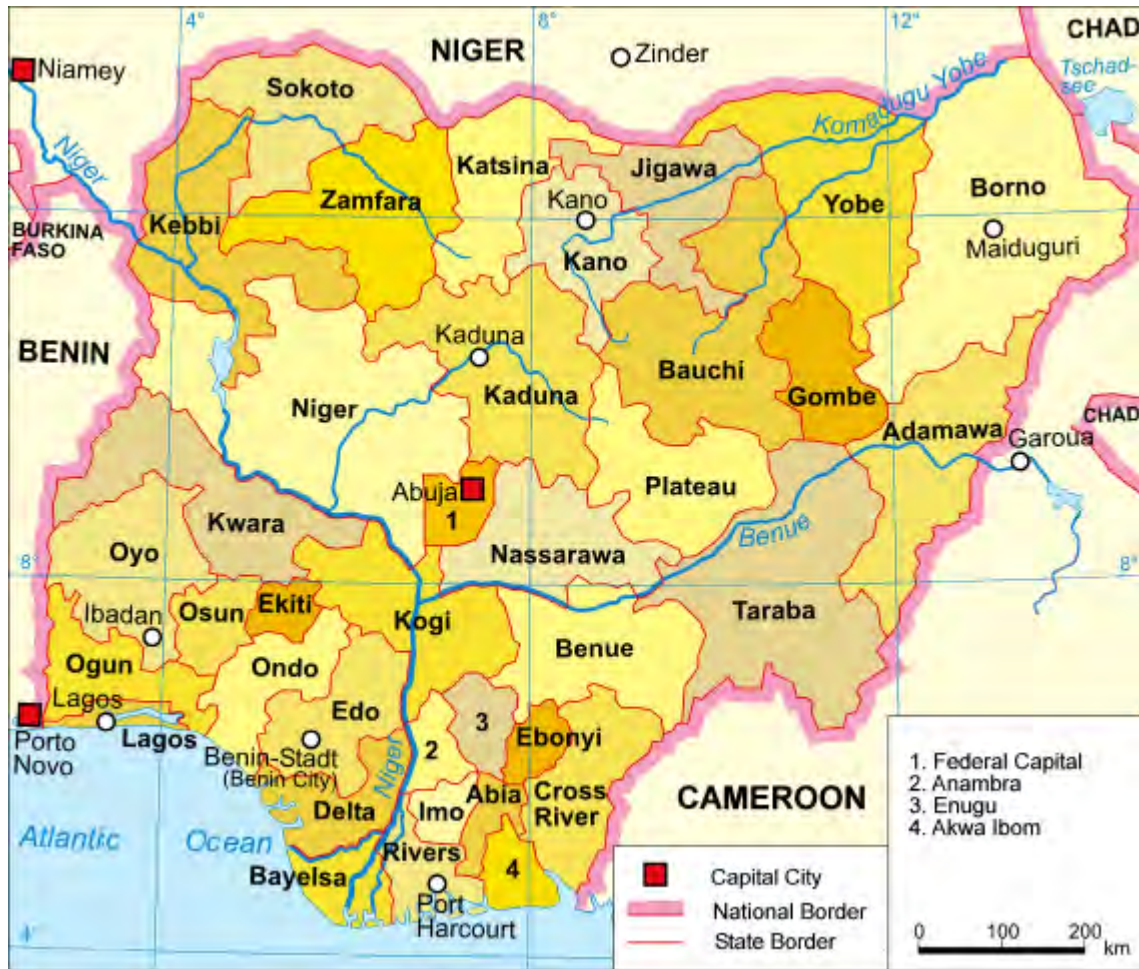 4°
8°
12°
NIGER
CHAD
Niamey
Zinder
Tschad-
see
Sokoto
Komadugu Yobe
Niger
Katsina
Jigawa
Zamfara
Kano
Yobe
Borno
Kebbi
BURKINA
FASO
Maiduguri
Kano
Kaduna
BENIN
Bauchi
Niger
Kaduna
Gombe
CHAD
Adamawa
Garoua
Abuja
Plateau
1
Kwara
Benue
Nassarawa
Oyo
8°
8°
Ibadan
Osun
Ekiti
Kogi
Taraba
Benue
Ogun
Ondo
Lagos
Edo
3
Porto
Novo
Lagos
Ebonyi
2
Benin-Stadt
(Benin City)
Niger
Cross
River
CAMEROON
Abia
Imo
Delta
Atlantic Ocean
Rivers
4
Bayelsa
Port
Harcourt
4°
1. Federal Capital
2. Anambra
3. Enugu
4. Akwa Ibom
Capital City
National Border
State Border
0 100 200
km